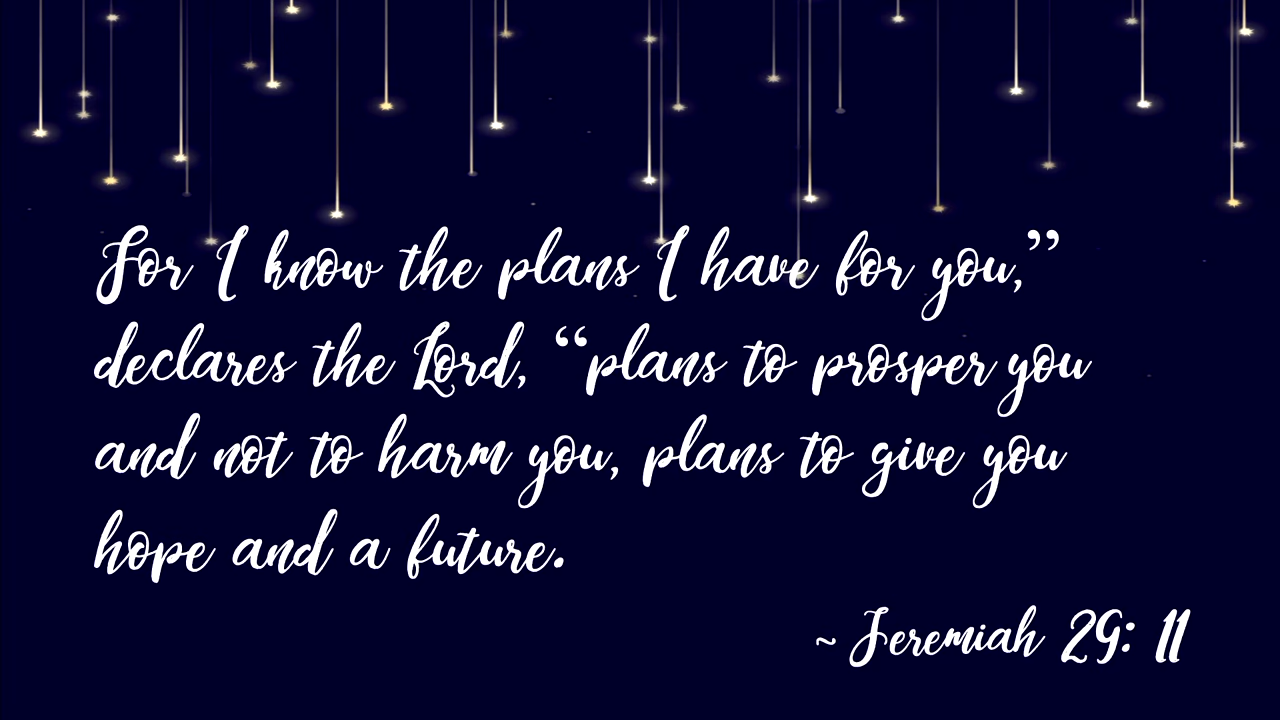 For I know the plans I have for you,”
declares the Lord, “plans to prosper you
and not to harm you, plans to give you
hope and a future.
~ Jeremiah 29: 11